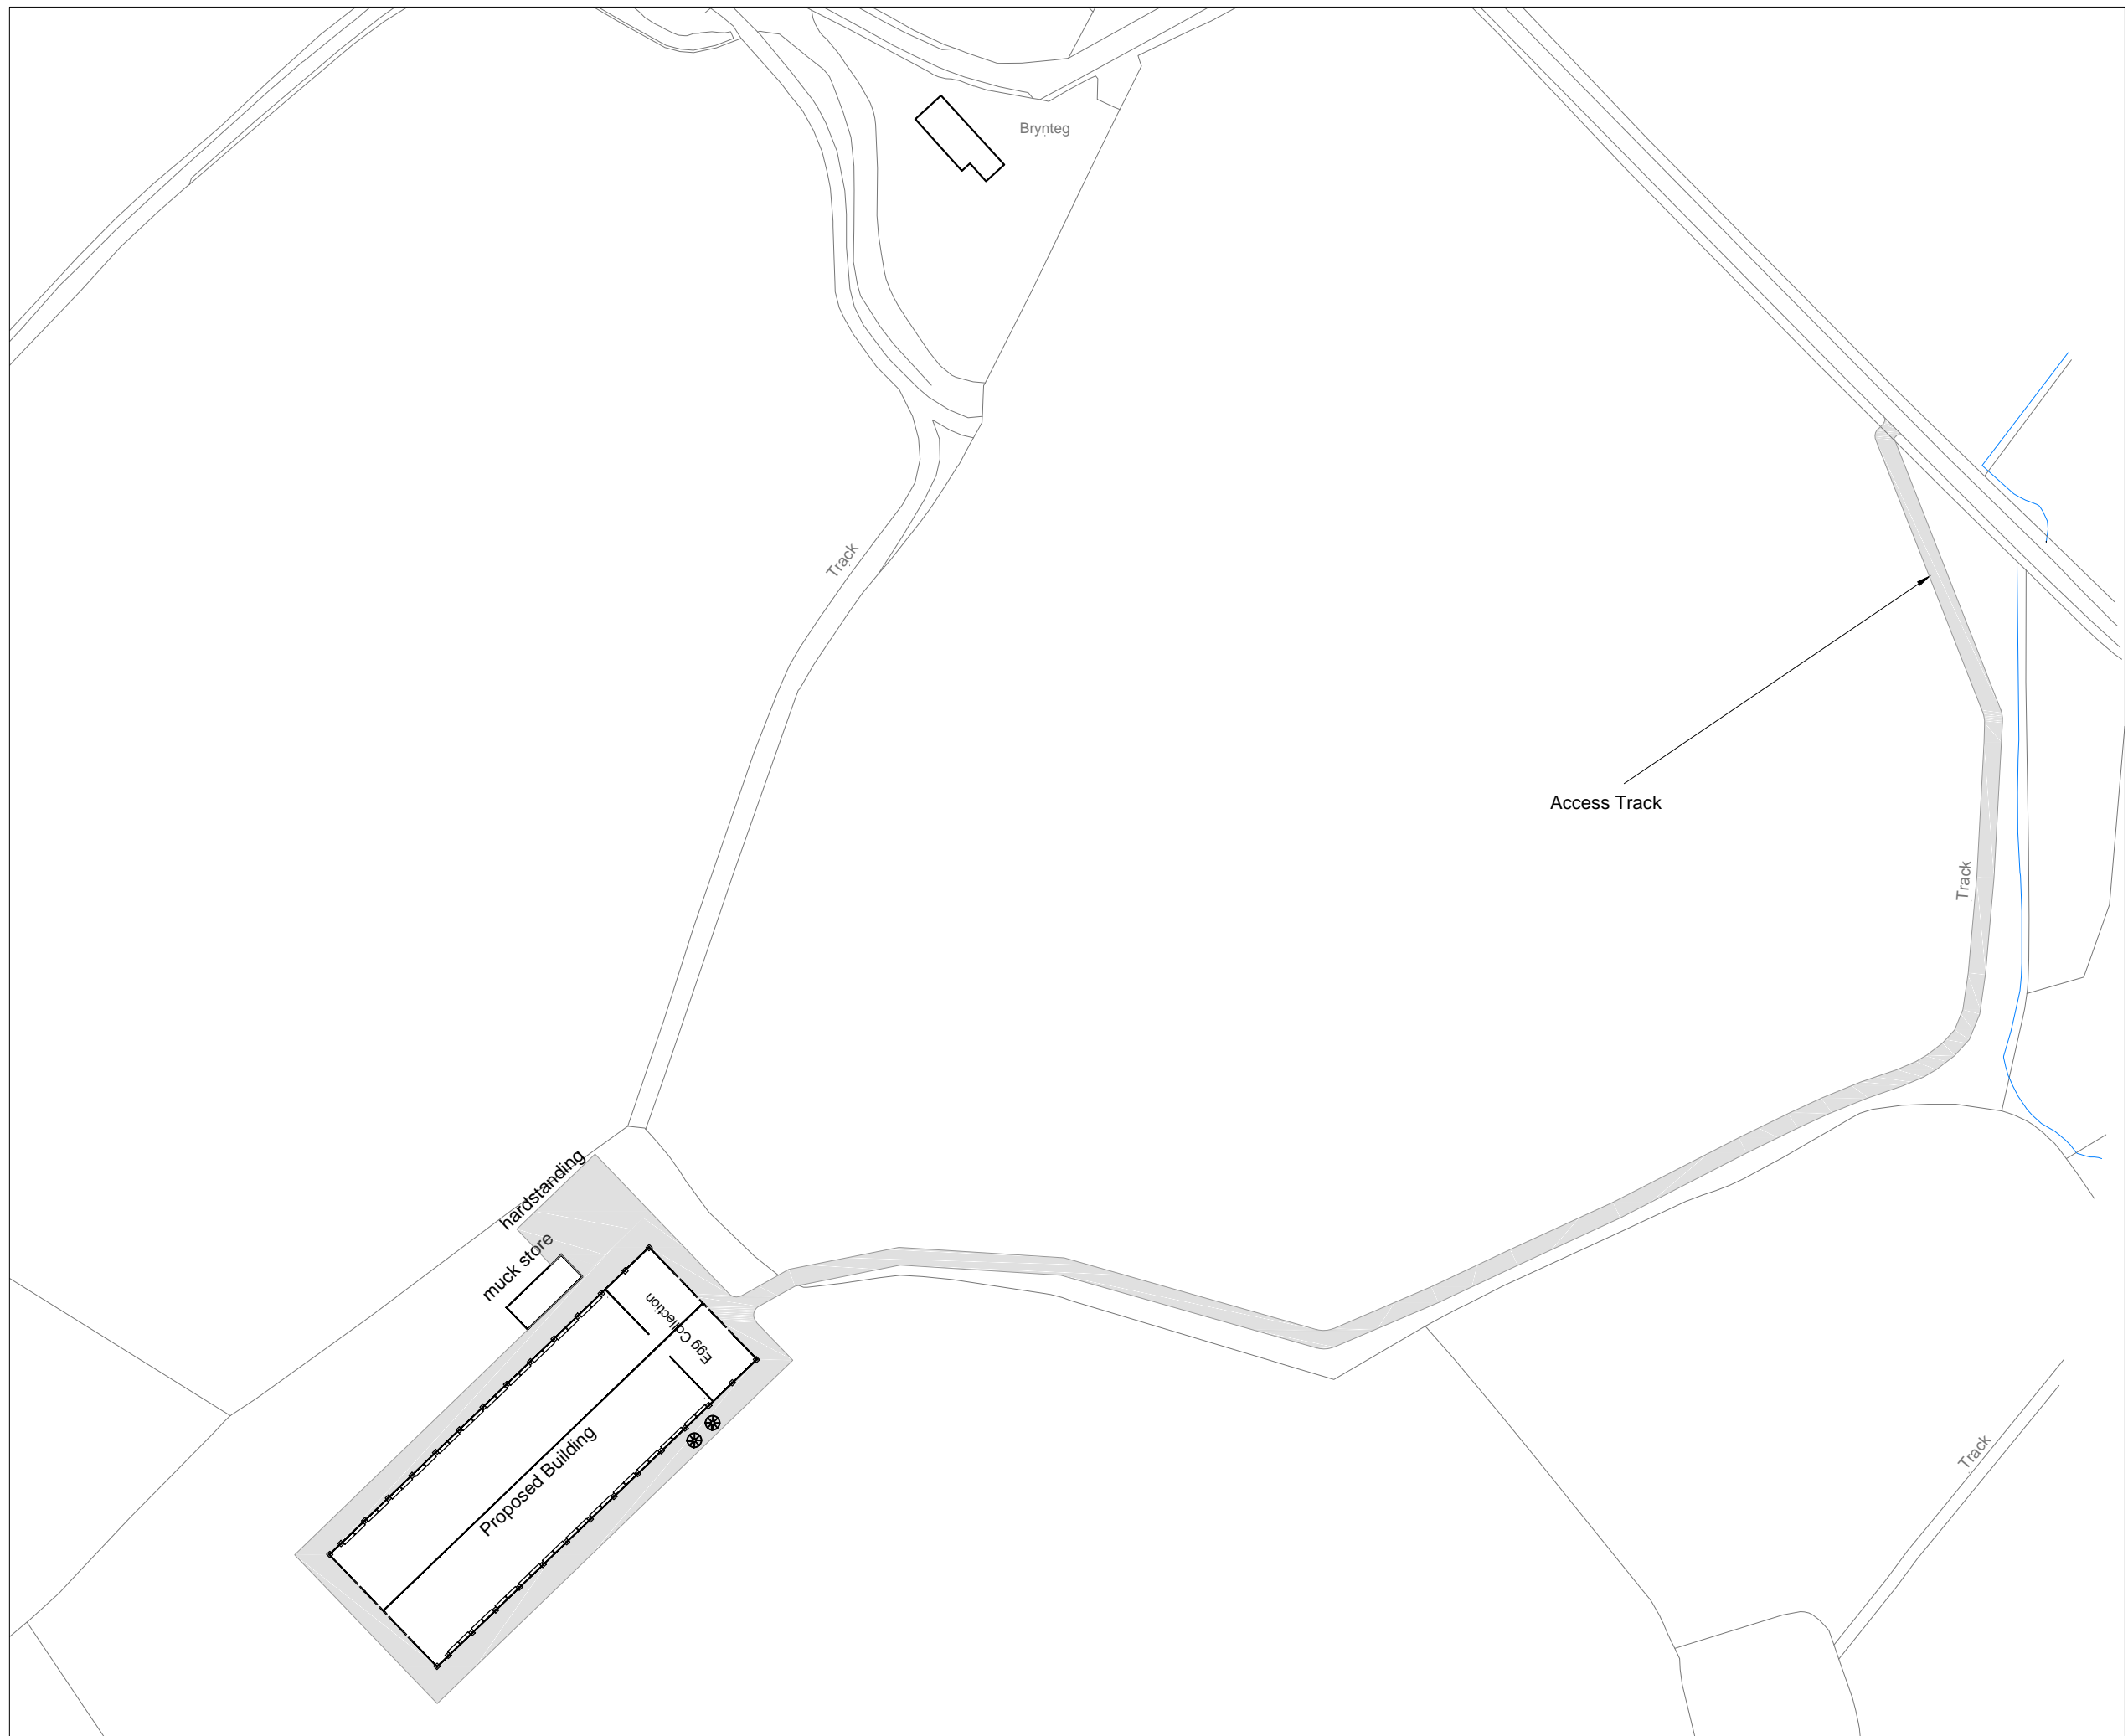 Brynteg
Track
Access Track
Track
hardstanding
muck store
Egg Collection
Proposed Building
Track